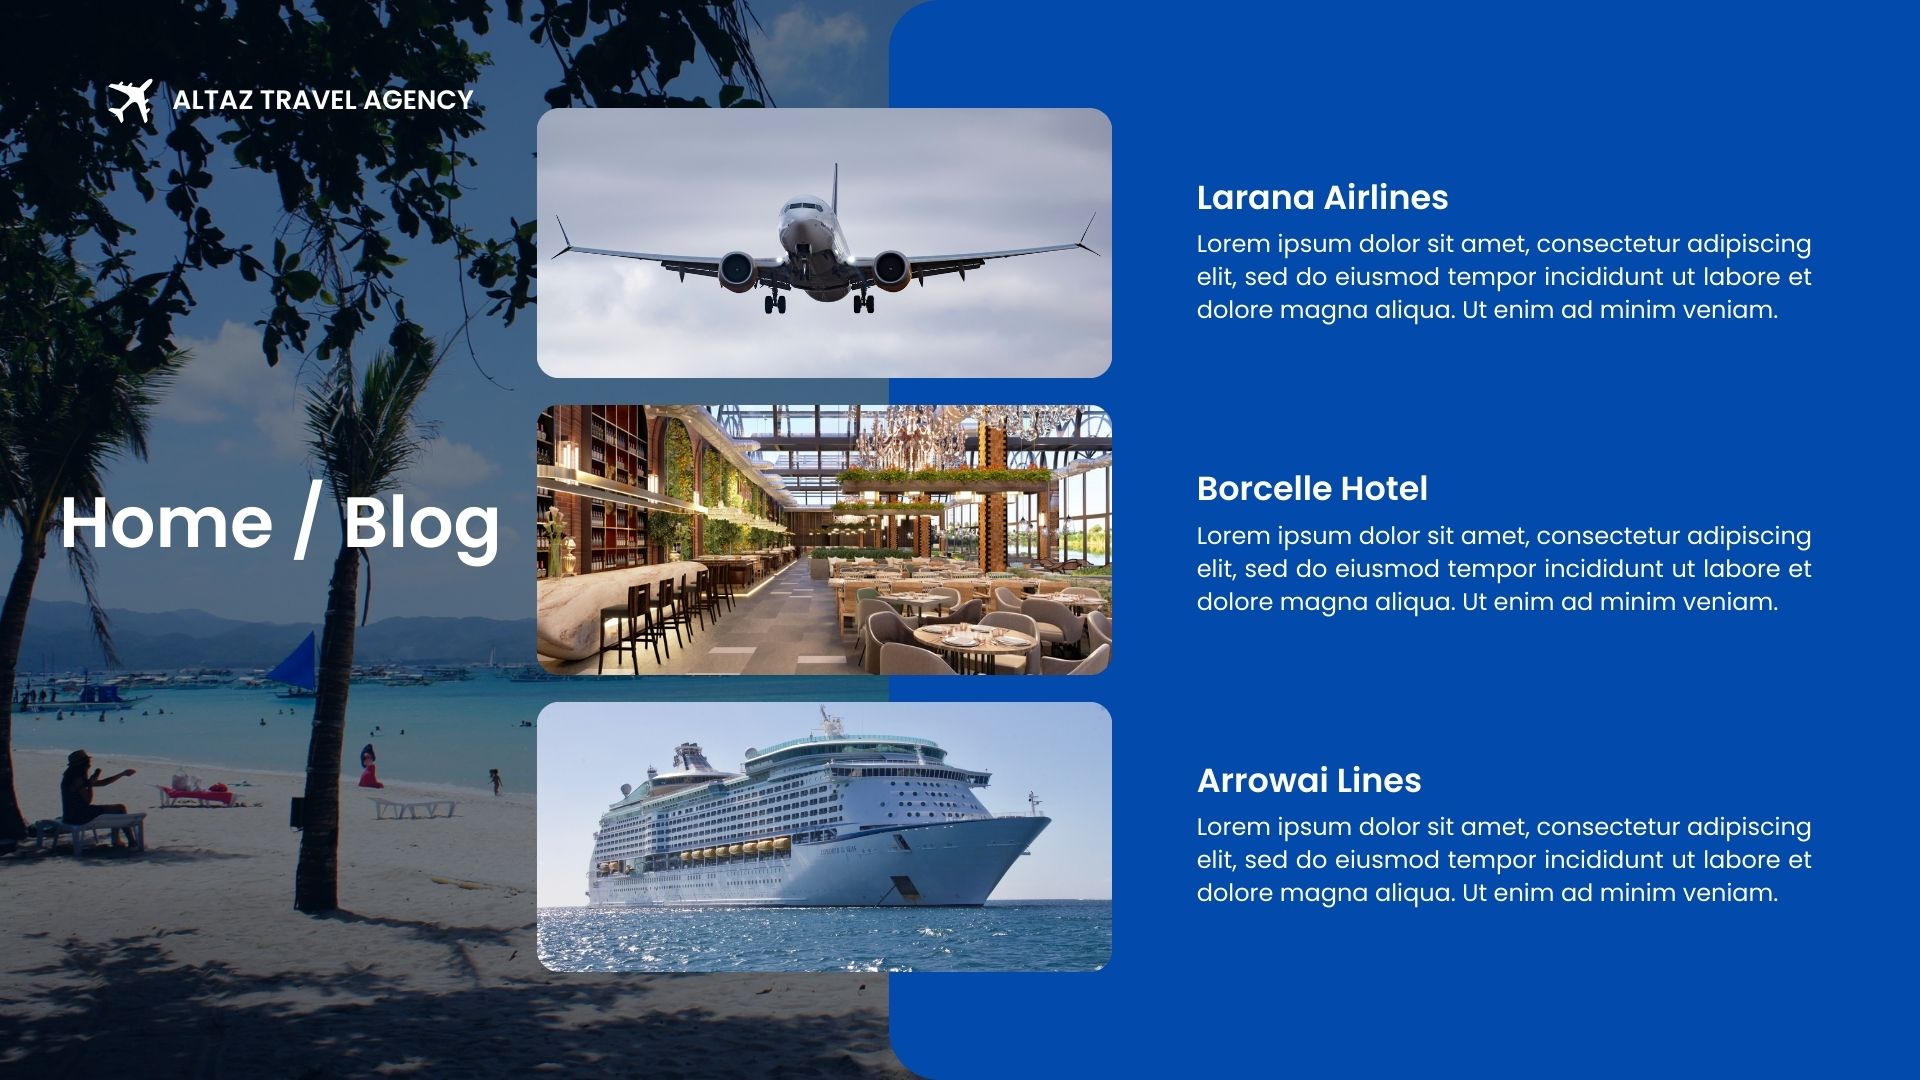 ALTAZ TRAVEL AGENCY
Home / Blog
Larana Airlines
Lorem ipsum dolor sit amet, consectetur adipiscing
elit, sed do eiusmod tempor incididunt ut labore et
dolore magna aliqua. Ut enim ad minim veniam.
Borcelle Hotel
Lorem ipsum dolor sit amet, consectetur adipiscing
elit, sed do eiusmod tempor incididunt ut labore et
dolore magna aliqua. Ut enim ad minim veniam.
Arrowai Lines
Lorem ipsum dolor sit amet, consectetur adipiscing
elit, sed do eiusmod tempor incididunt ut labore et
dolore magna aliqua. Ut enim ad minim veniam.